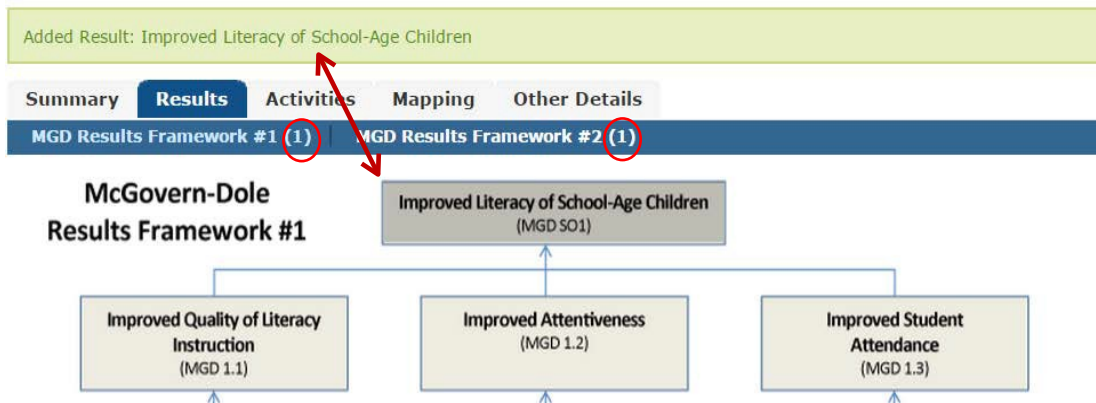 Added Result: Improved Literacy of School-Age Children
Summary Results Activities Mapping Other Details
MGD Results Framework #1 (1) MGD Results Framework #2 (1)
McGovern-Dole
Results Framework #1
Improved Literacy of School-Age Children
(MGD SO1)
Improved Quality of Literacy
Instruction
(MGD 1.1)
Improved Attentiveness
(MGD 1.2)
Improved Student
Attendance
(MGD 1.3)